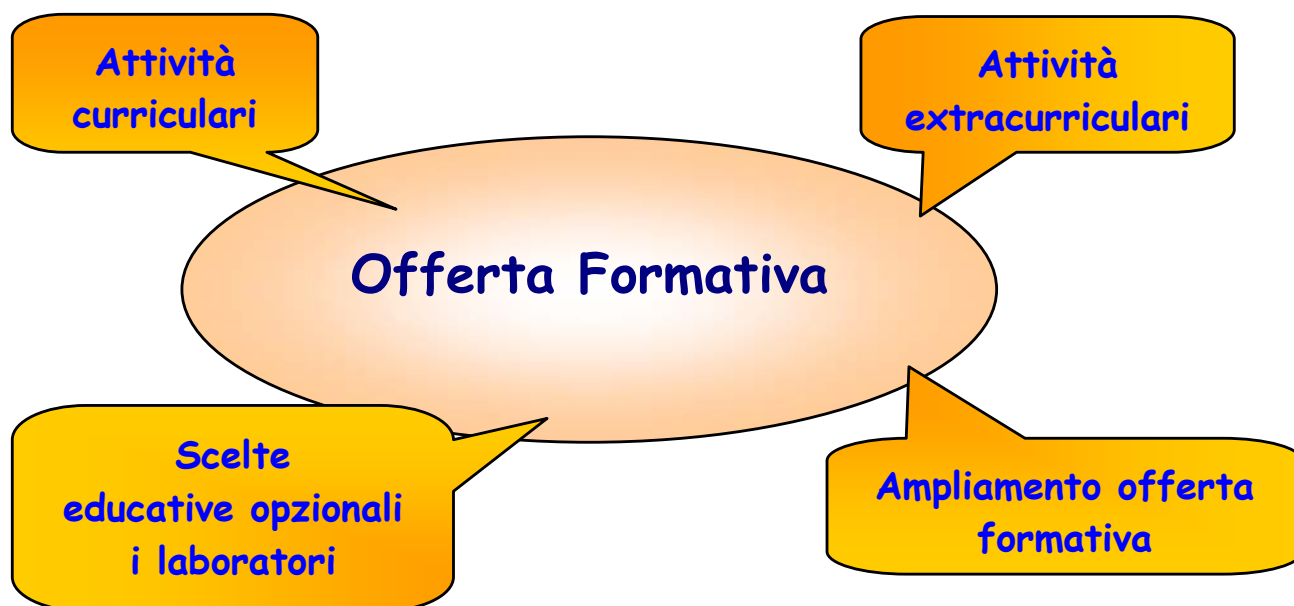 Attività
curriculari
Attività
extracurriculari
Offerta Formativa
Scelte
educative opzionali
i laboratori
Ampliamento offerta
formativa